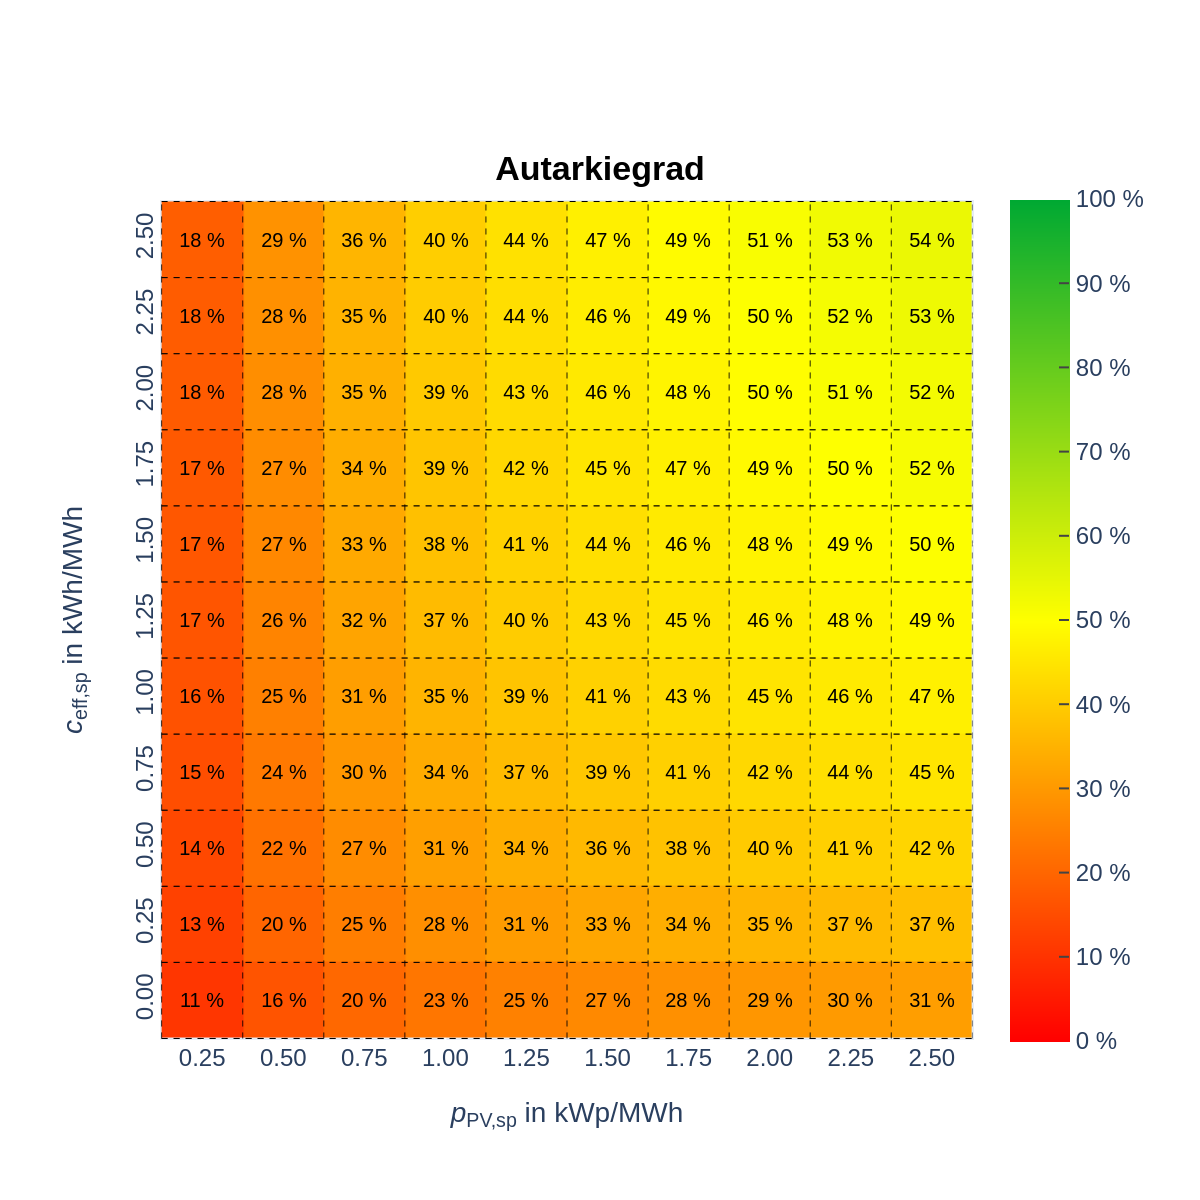 Autarkiegrad
2.50 18 % 29 % 36 % 40 % 44 % 47 % 49 % 51 % 53 % 54 %
2.25 18 % 28 % 35 % 40 % 44 % 46 % 49 % 50 % 52 % 53 %
2.00 18 % 28 % 35 % 39 % 43 % 46 % 48 % 50 % 51 % 52 %
1.75 17 % 27 % 34 % 39 % 42 % 45 % 47 % 49 % 50 % 52 %
1.50 17 % 27 % 33 % 38 % 41 % 44 % 46 % 48 % 49 % 50 %
1.25 17 % 26 % 32 % 37 % 40 % 43 % 45 % 46 % 48 % 49 %
1.00 16 % 25 % 31 % 35 % 39 % 41 % 43 % 45 % 46 % 47 %
0.75 15 % 24 % 30 % 34 % 37 % 39 % 41 % 42 % 44 % 45 %
0.50 14 % 22 % 27 % 31 % 34 % 36 % 38 % 40 % 41 % 42 %
0.25 13 % 20 % 25 % 28 % 31 % 33 % 34 % 35 % 37 % 37 %
0.00 11 % 16 % 20 % 23 % 25 % 27 % 28 % 29 % 30 % 31 %
0.25 0.50 0.75 1.00 1.25 1.50 1.75 2.00 2.25 2.50
pPV,sp in kWp/MWh
ceff,sp in kWh/MWh
100 %
90 %
80 %
70 %
60 %
50 %
40 %
30 %
20 %
10 %
0 %